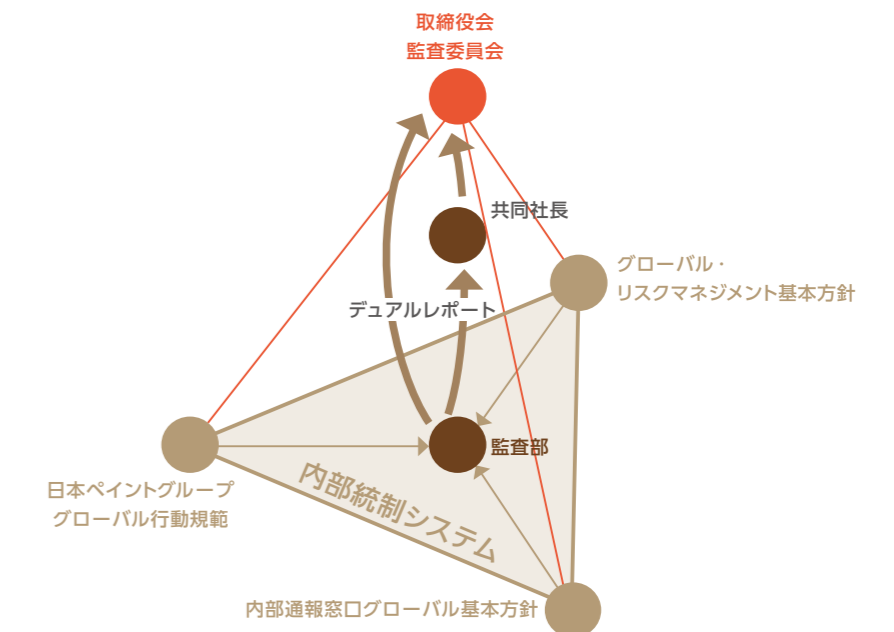 取締役会
監査委員会
共同社長
グローバル・
リスクマネジメント基本方針
デュアルレポート
監査部
内部統制システム
日本ペイントグループ
グローバル行動規範
内部通報窓口グローバル基本方針